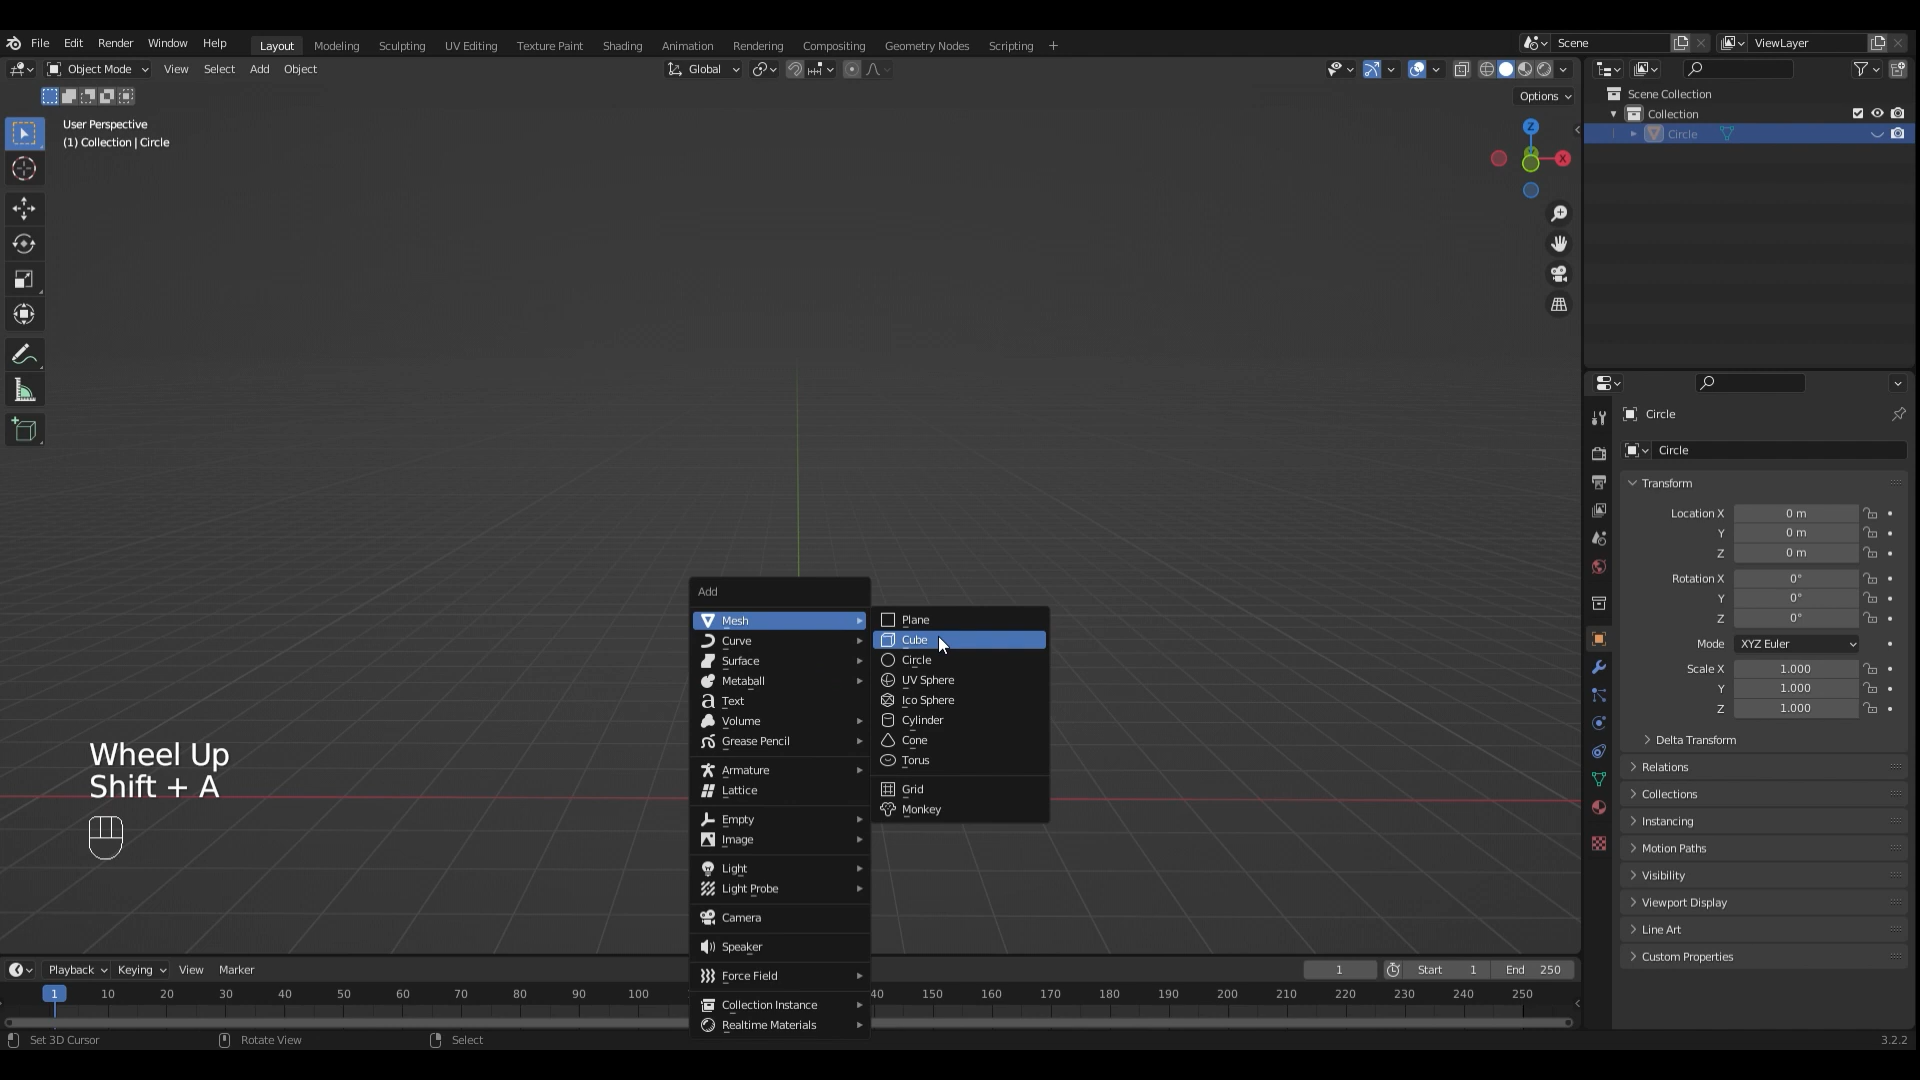 File Edit Render Window Help Layout Modeling Sculpting UV Editing Texture Paint Shading Animation Rendering Compositing Geometry Nodes Scripting + Scene ViewLayer
Object Mode View Select Add Object Global
Options
User Perspective
(1) Collection | Circle
Z
X
Scene Collection
Collection
Circle
Circle
Circle
Transform
Location X 0 m
Y 0 m
Z 0 m
Rotation X 0°
Y 0°
Z 0°
Mode XYZ Euler
Scale X 1.000
Y 1.000
Z 1.000
Delta Transform
Relations
Collections
Instancing
Motion Paths
Visibility
Viewport Display
Line Art
Custom Properties
Add
Mesh
Curve
Surface
Metaball
Text
Volume
Grease Pencil
Armature
Lattice
Empty
Image
Light
Light Probe
Camera
Speaker
Force Field
Collection Instance
Realtime Materials
Plane
Cube
Circle
UV Sphere
Ico Sphere
Cylinder
Cone
Torus
Grid
Monkey
Wheel Up
Shift + A
Playback Keying View Marker 1 Start 1 End 250
1 10 20 30 40 50 60 70 80 90 100 40 150 160 170 180 190 200 210 220 230 240 250
Set 3D Cursor Rotate View Select 3.2.2